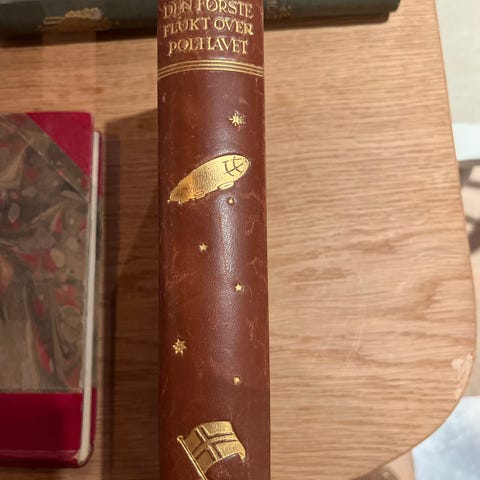 DEN FØRSTE
FLUKT OVER
POLHAVET